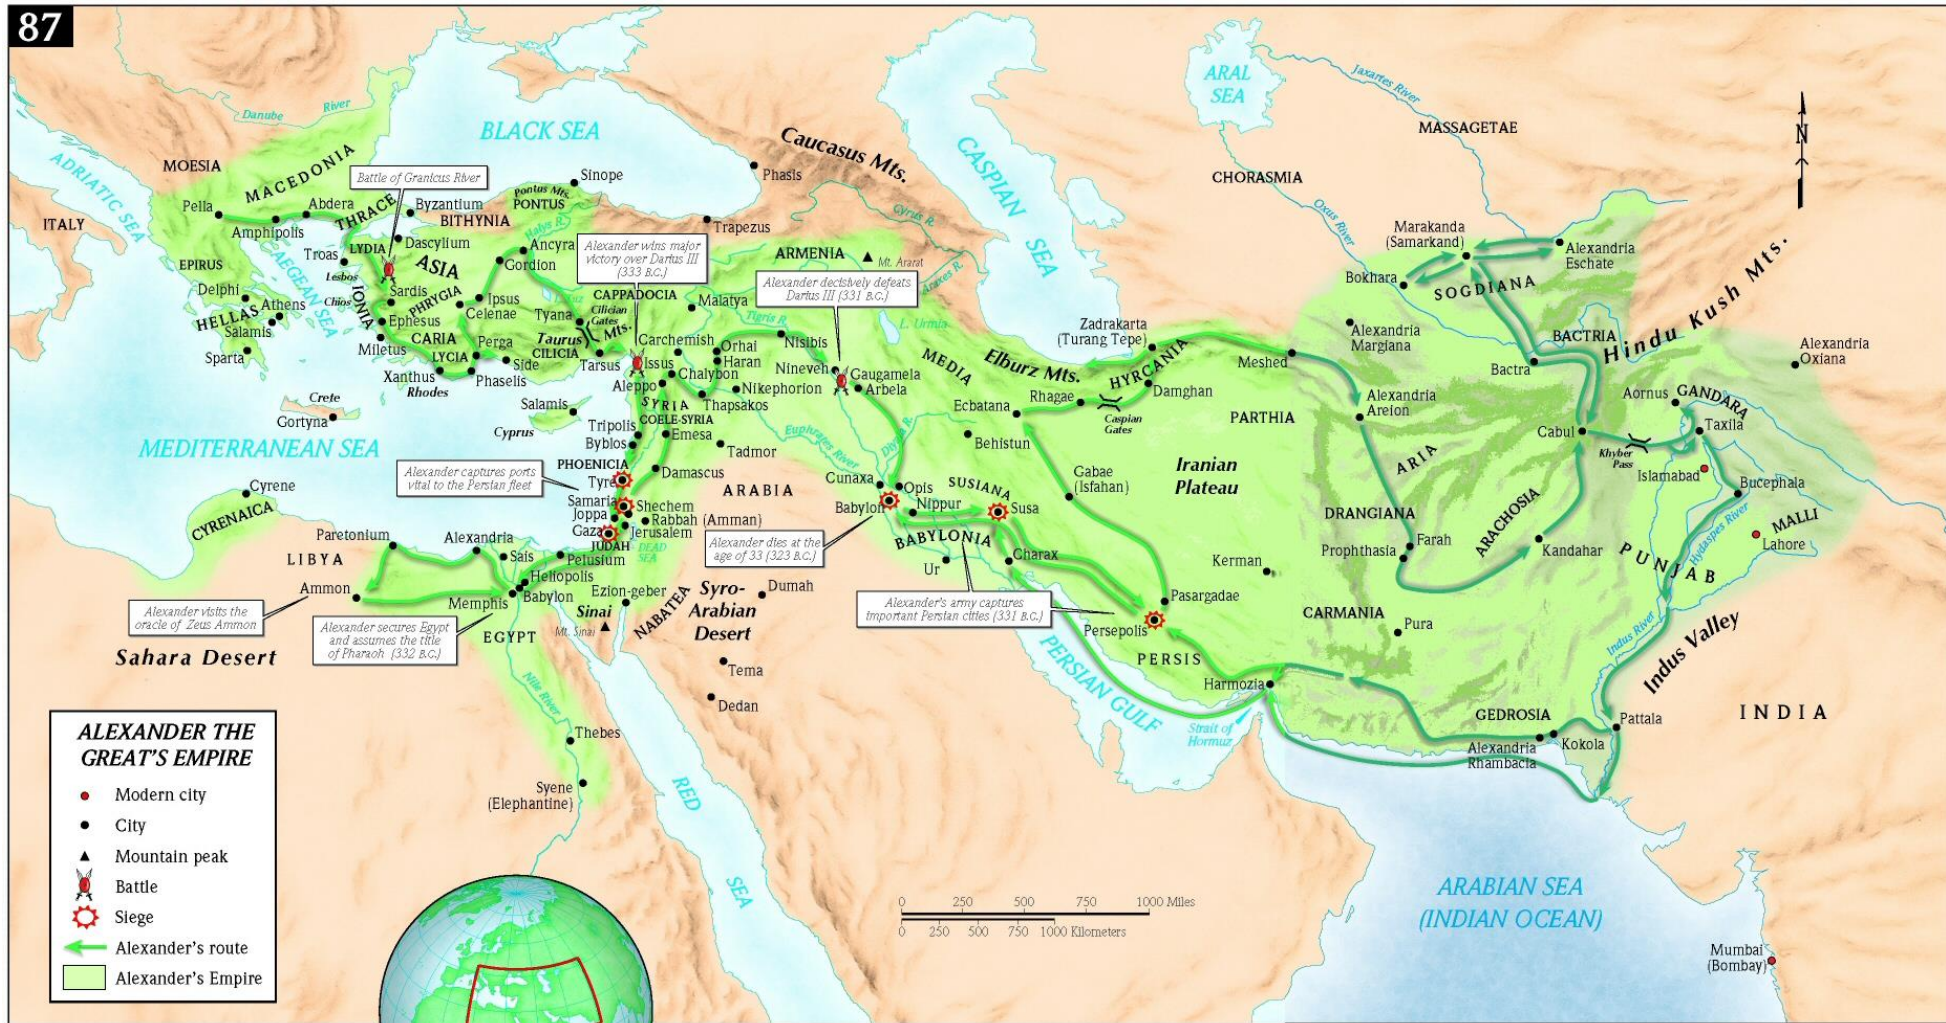 87
ADRIATIC SEA
ITALY
MOESIA
Danube
River
MACEDONIA
BLACK SEA
Battle of Granicus River
Pella
Amphipolis
Abdera
THRACE
Byzantium
BITHYNIA
Pontus Mts.
PONTUS
Sinope
Halys R.
Caucasus Mts.
Phasis
Trapezus
Cyrus R.
Araxes R.
ARMENIA
Mt. Ararat
CASPIAN
SEA
ARAL
SEA
Jaxartes River
MASSAGETAE
CHORASMIA
Oxus River
N
EPIRUS
Delphi
HELLAS
Athens
Salamis
Sparta
AEGEAN SEA
Troas
Lesbos
Chios
LYDIA
Dascylium
ASIA
Sardis
IONIA
Ephesus
Miletus
PHRYGIA
CARIA
LYCIA
Xanthus
Rhodes
Phaselis
Perga
Side
Ipsus
Celenae
Ancyra
Gordion
L. Tuz
Tyana
Taurus
Mts.
Cilician
Gates
CILICIA
Tarsus
CAPPADOCIA
Malatya
Alexander wins major
victory over Darius III
(333 B.C.)
Alexander decisively defeats
Darius III (331 B.C.)
Issus
Carchemish
Orhai
Haran
Chalybon
Aleppo
Nikephorion
Thapsakos
Tigris R.
Nisibis
Nineveh
Gaugamela
Arbela
L. Urmia
MEDIA
Elburz Mts.
Zadrakarta
(Turang Tepe)
HYRCANIA
Meshed
Damghan
Rhagae
Caspian
Gates
Ecbatana
Behistun
Gabae
(Isfahan)
Iranian
Plateau
PARTHIA
Marakanda
(Samarkand)
Alexandria
Eschate
Bokhara
SOGDIANA
Alexandria
Margiana
BACTRIA
Bactra
Hindu Kush Mts.
Alexandria
Oxiana
Alexandria
Areion
ARIA
Aornus
GANDARA
Cabul
Khyber
Pass
Taxila
Islamabad
Bucephala
Hydaspes River
MALLI
Lahore
PUNJAB
DRANGIANA
Prophthasia
Farah
ARACHOSIA
Kandahar
Kerman
CARMANIA
Pura
Indus River
Indus Valley
GEDROSIA
Alexandria
Rhambacia
Kokola
Pattala
INDIA
Crete
Gortyna
MEDITERRANEAN SEA
Salamis
Cyprus
SYRIA
COELE-SYRIA
Tripolis
Byblos
Emesa
Tadmor
Damascus
Euphrates River
Diyala R.
PHOENICIA
Tyre
Alexander captures ports
vital to the Persian fleet
Samaria
Shechem
Joppa
Rabbah (Amman)
Gaza
Jerusalem
JUDAH
DEAD
SEA
ARABIA
Cunaxa
Opis
Babylon
Nippur
SUSIANA
Susa
BABYLONIA
Ur
Charax
Alexander dies at the
age of 33 (323 B.C.)
Alexander's army captures
important Persian cities (331 B.C.)
Pasargadae
Persepolis
PERSIS
Harmozia
PERSIAN GULF
Strait of
Hormuz
Cyrene
CYRENAICA
Paretonium
LIBYA
Ammon
Alexander visits the
oracle of Zeus Ammon
Alexandria
Sais
Pelusium
Heliopolis
Babylon
Memphis
EGYPT
Alexander secures Egypt
and assumes the title
of Pharaoh (332 B.C.)
Sahara Desert
Ezion-geber
Sinai
Mt. Sinai
NABATEA
Syro-
Arabian
Desert
Dumah
Tema
Dedan
Nile River
Thebes
Syene
(Elephantine)
RED
SEA
ARABIAN SEA
(INDIAN OCEAN)
Mumbai
(Bombay)
ALEXANDER THE
GREAT'S EMPIRE
Modern city
City
Mountain peak
Battle
Siege
Alexander's route
Alexander's Empire
0 250 500 750 1000 Miles
0 250 500 750 1000 Kilometers